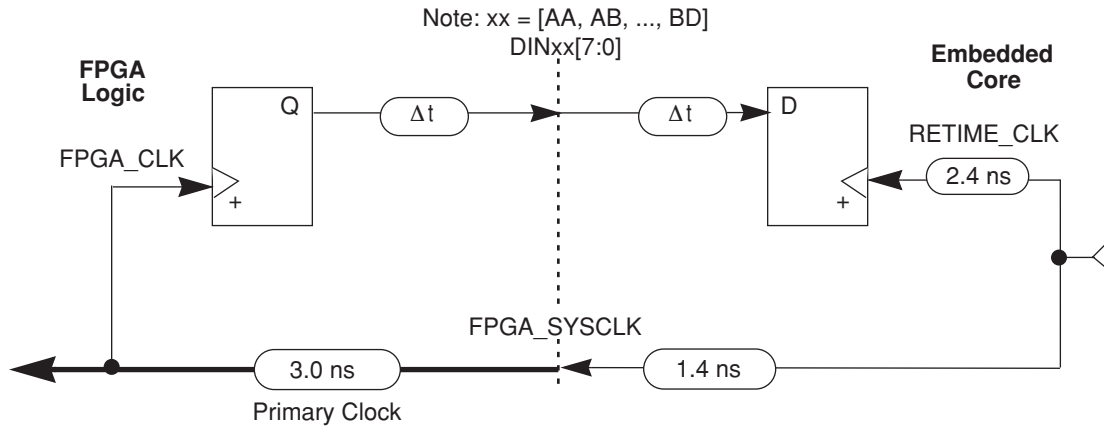 Note: xx = [AA, AB, ..., BD]
DINxx[7:0]
FPGA
Logic
Embedded
Core
Q
Δt
Δt
D
FPGA_CLK
RETIME_CLK
+
2.4 ns
+
FPGA_SYSCLK
3.0 ns
1.4 ns
Primary Clock